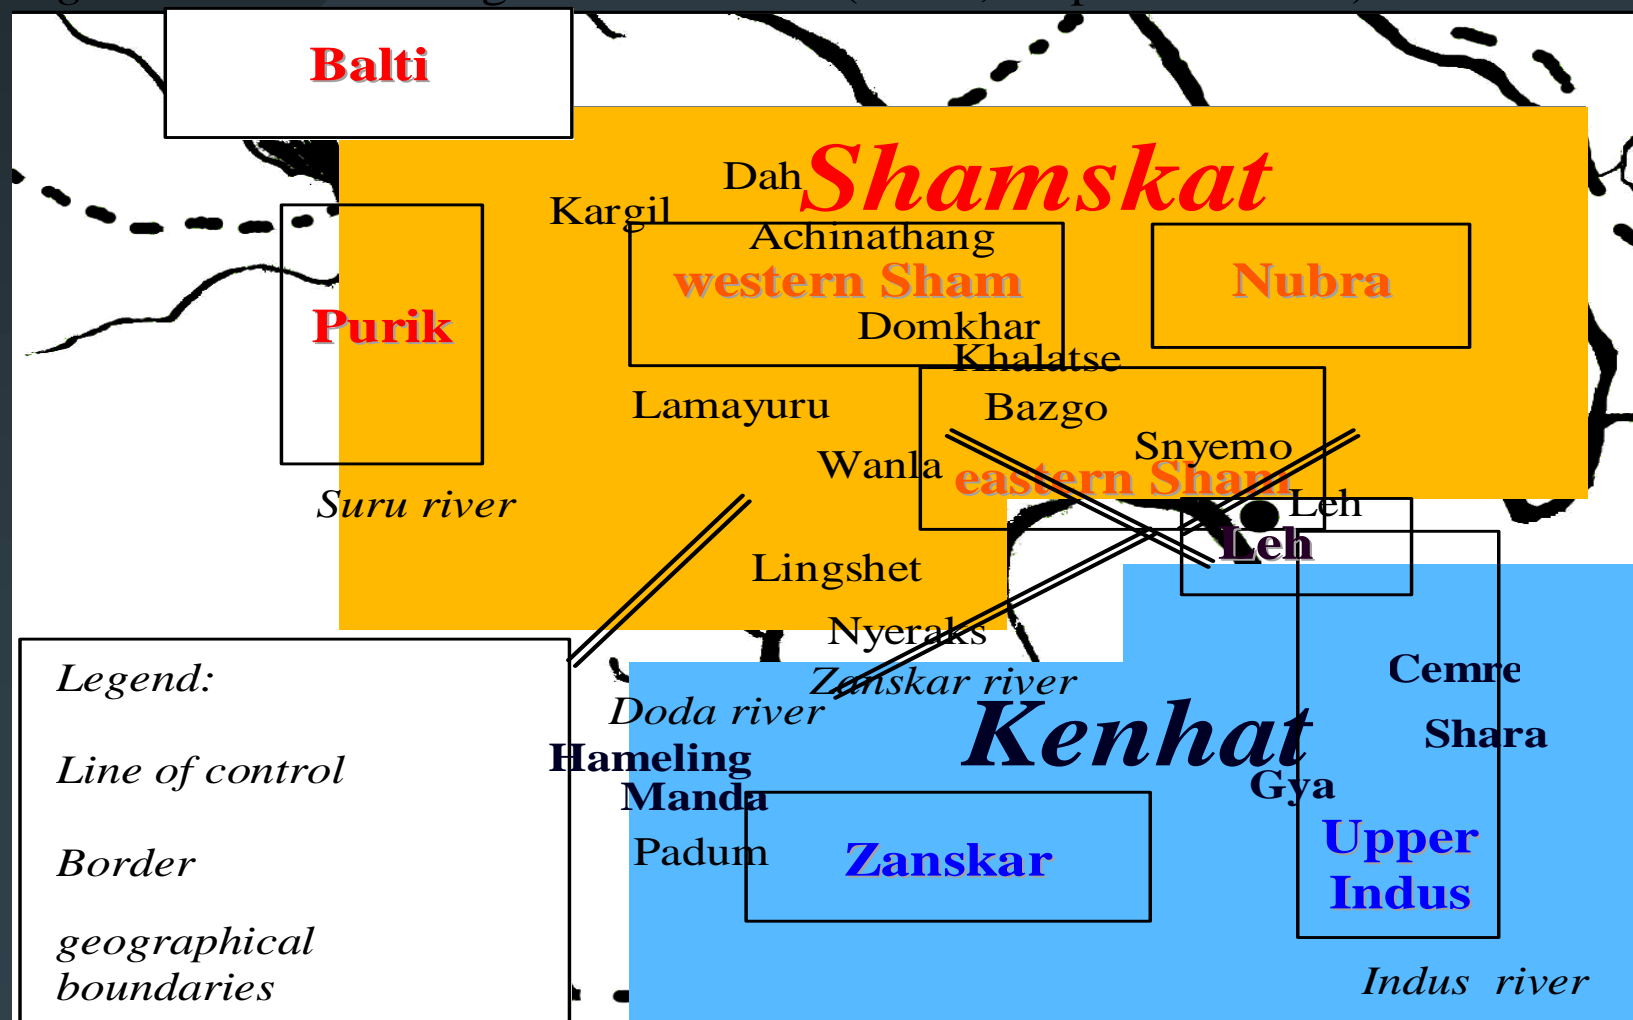 Balti
Shamskat
Dah
Kargil
Achinathang
western Sham
Nubra
Purik
Domkhar
Khalatse
Lamayuru
Bazgo
Snyemo
Wanla
eastern Sham
Suru river
Leh
Leh
Lingshet
Nyeraks
Zanskar river
Cemre
Doda river
Kenhat
Shara
Hameling
Gya
Manda
Padum
Zanskar
Upper
Indus
Indus river
Legend:
Line of control
Border
geographical
boundaries